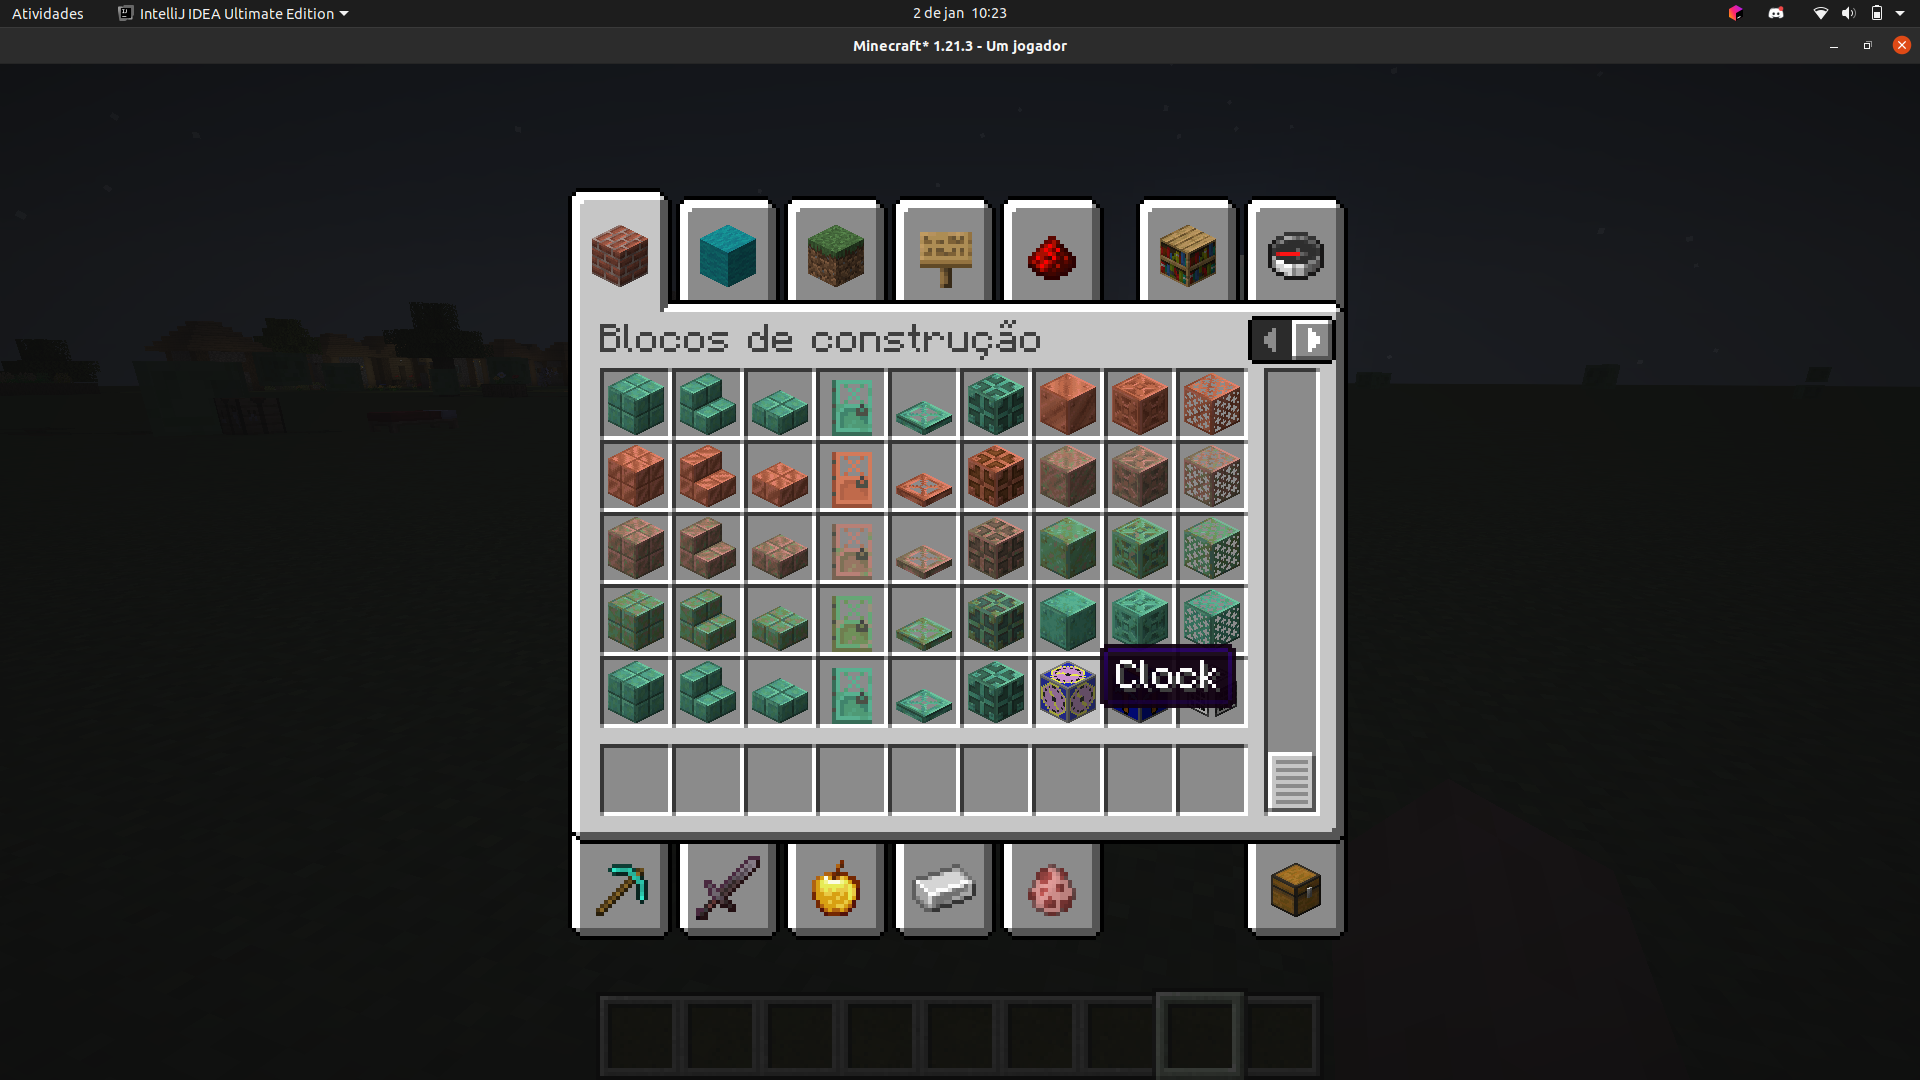 Atividades
IntelliJ IDEA Ultimate Edition
2 de jan 10:23
Minecraft* 1.21.3 - Um jogador
Blocos de construção
Clock